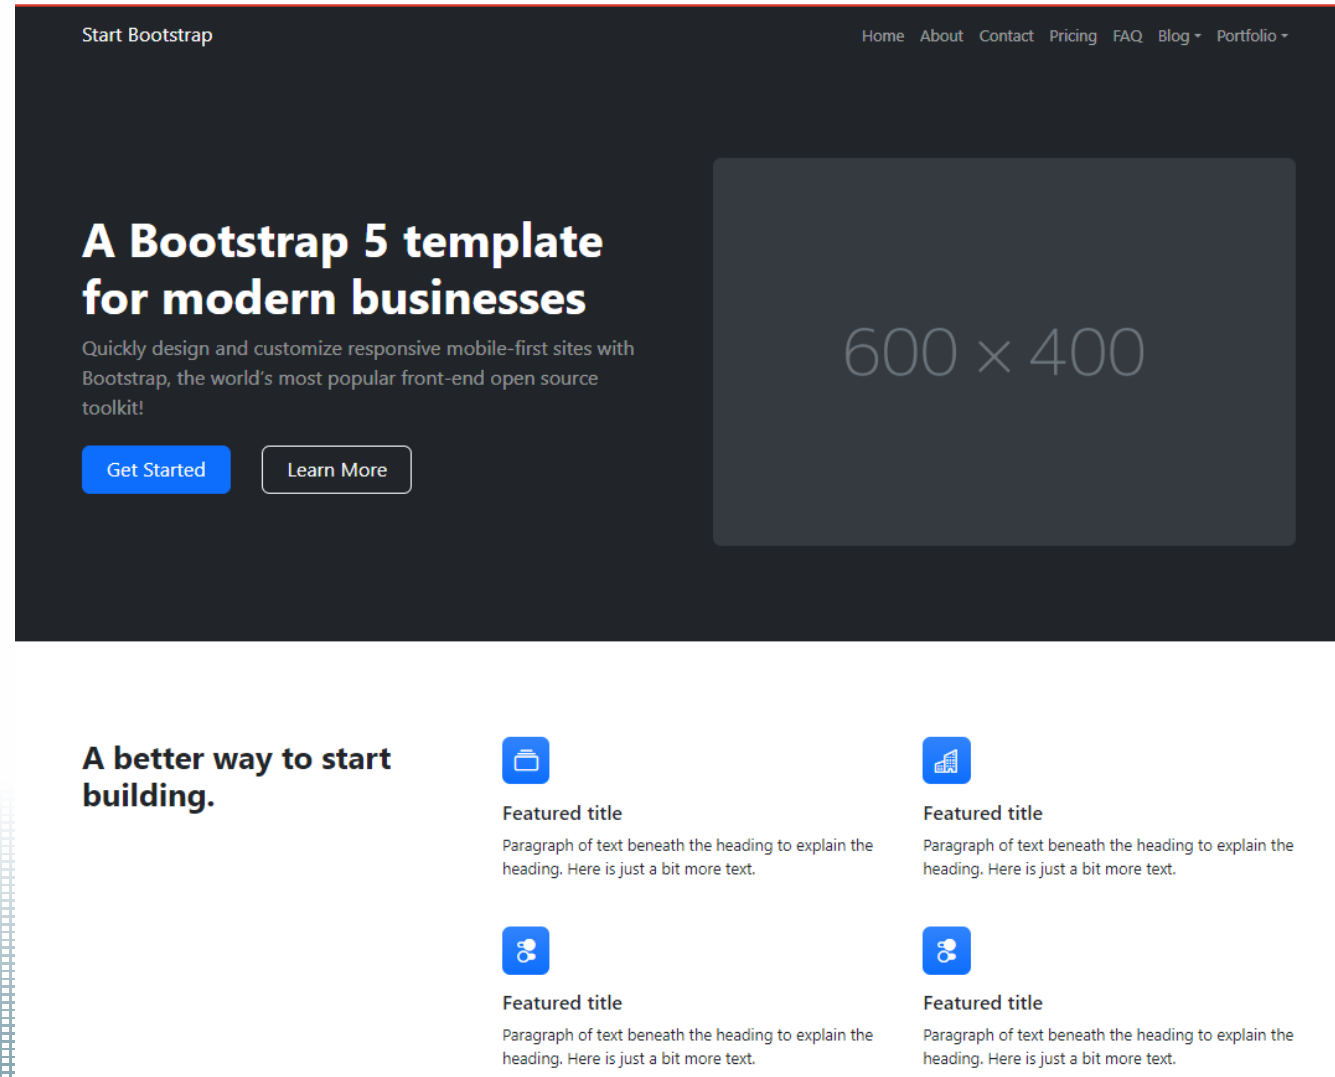 Start Bootstrap
Home About Contact Pricing FAQ Blog Portfolio
A Bootstrap 5 template
for modern businesses
Quickly design and customize responsive mobile-first sites with
Bootstrap, the world’s most popular front-end open source
toolkit!
Get Started
Learn More
600 × 400
A better way to start
building.
Featured title
Paragraph of text beneath the heading to explain the
heading. Here is just a bit more text.
Featured title
Paragraph of text beneath the heading to explain the
heading. Here is just a bit more text.
Featured title
Paragraph of text beneath the heading to explain the
heading. Here is just a bit more text.
Featured title
Paragraph of text beneath the heading to explain the
heading. Here is just a bit more text.